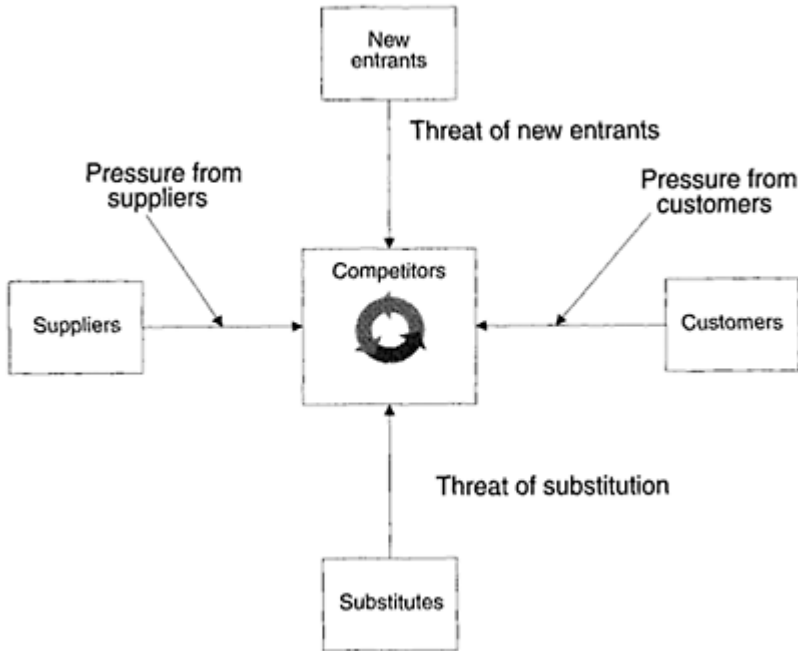 New
entrants
Threat of new entrants
Pressure from
suppliers
Pressure from
customers
Competitors
Suppliers
Customers
Threat of substitution
Substitutes